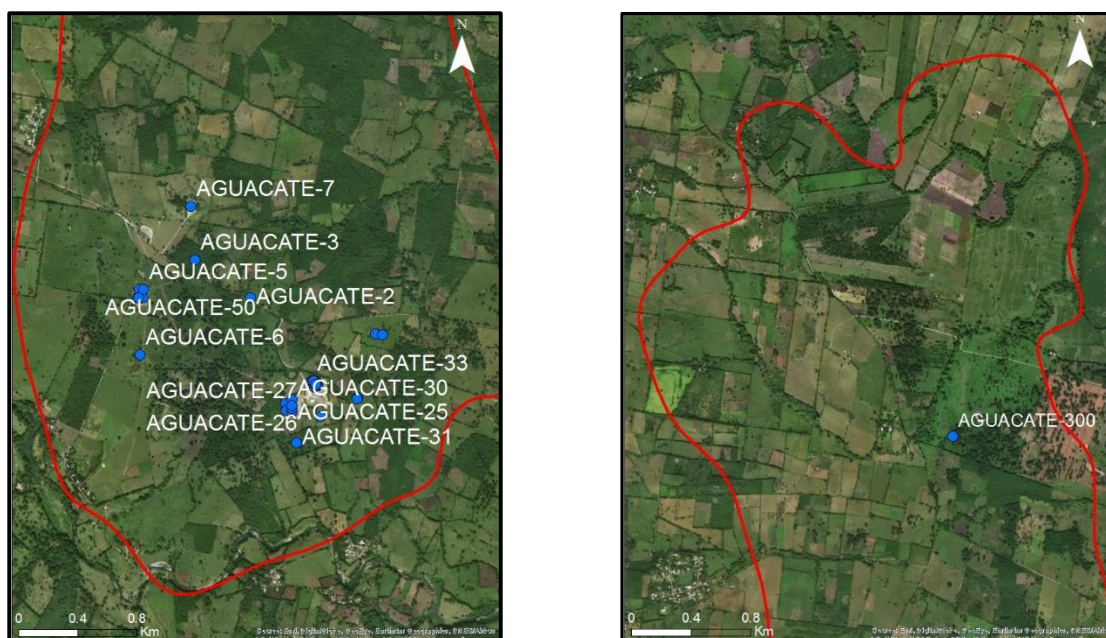 N
AGUACATE-7
AGUACATE-3
AGUACATE-5
AGUACATE-2
AGUACATE-50
AGUACATE-6
AGUACATE-33
AGUACATE-27
AGUACATE-30
AGUACATE-25
AGUACATE-26
AGUACATE-31
0 0.4 0.8
Km
N
AGUACATE-300
0 0.4 0.8
Km